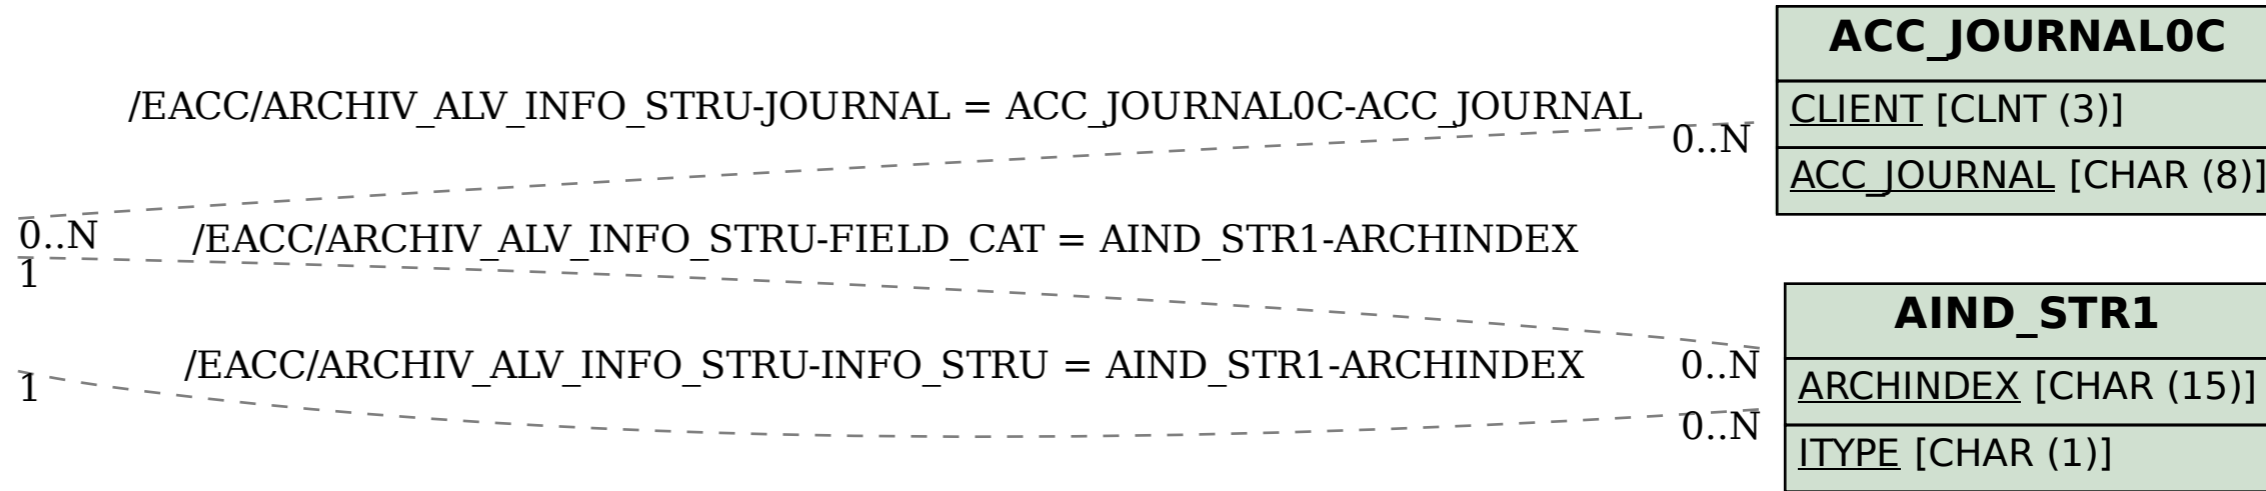 ACC_JOURNAL0C
/EACC/ARCHIV_ALV_INFO_STRU-JOURNAL = ACC_JOURNAL0C-ACC_JOURNAL
CLIENT [CLNT (3)]
0..N
ACC_JOURNAL [CHAR (8)]
0..N
/EACC/ARCHIV_ALV_INFO_STRU-FIELD_CAT = AIND_STR1-ARCHINDEX
1
AIND_STR1
/EACC/ARCHIV_ALV_INFO_STRU-INFO_STRU = AIND_STR1-ARCHINDEX
0..N
1
ARCHINDEX [CHAR (15)]
0..N
ITYPE [CHAR (1)]